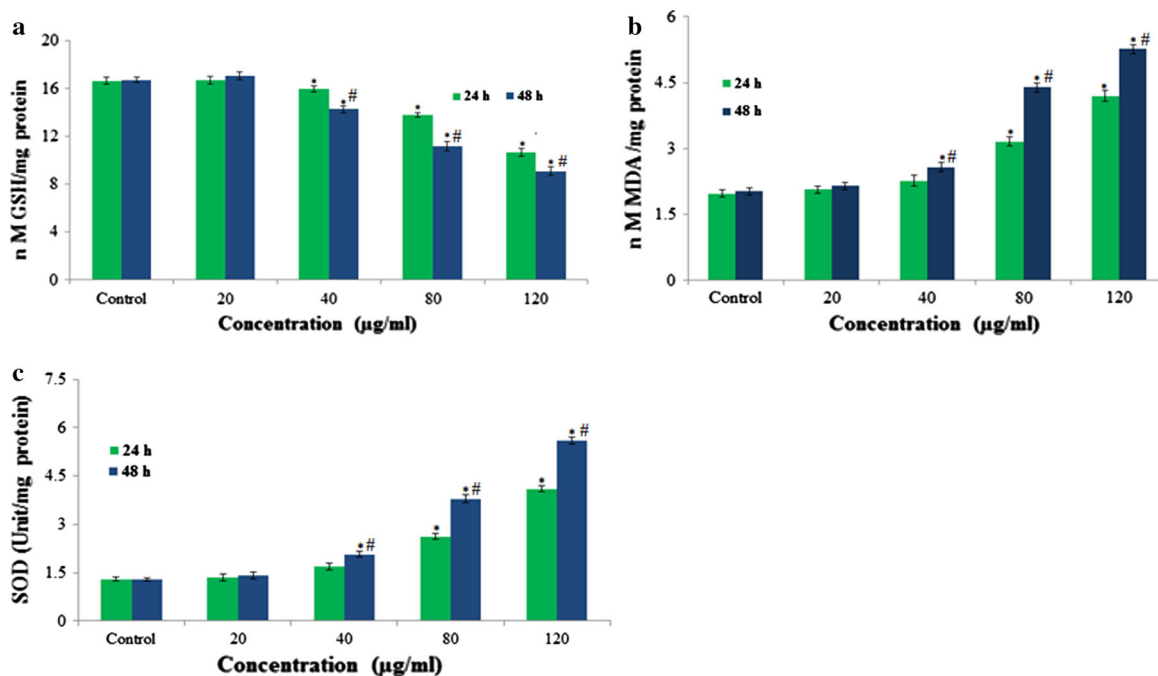 a
20
16
12
8
4
0
n M GSH/mg protein
24 h 48 h
* * # * * # * * #
Control 20 40 80 120
Concentration (µg/ml)
b
6
4.5
3
1.5
0
n M MDA/mg protein
24 h
48 h
* # * * # * * #
Control 20 40 80 120
Concentration (µg/ml)
c
7.5
6
4.5
3
1.5
0
SOD (Unit/mg protein)
24 h
48 h
* # * * # * * #
Control 20 40 80 120
Concentration (µg/ml)